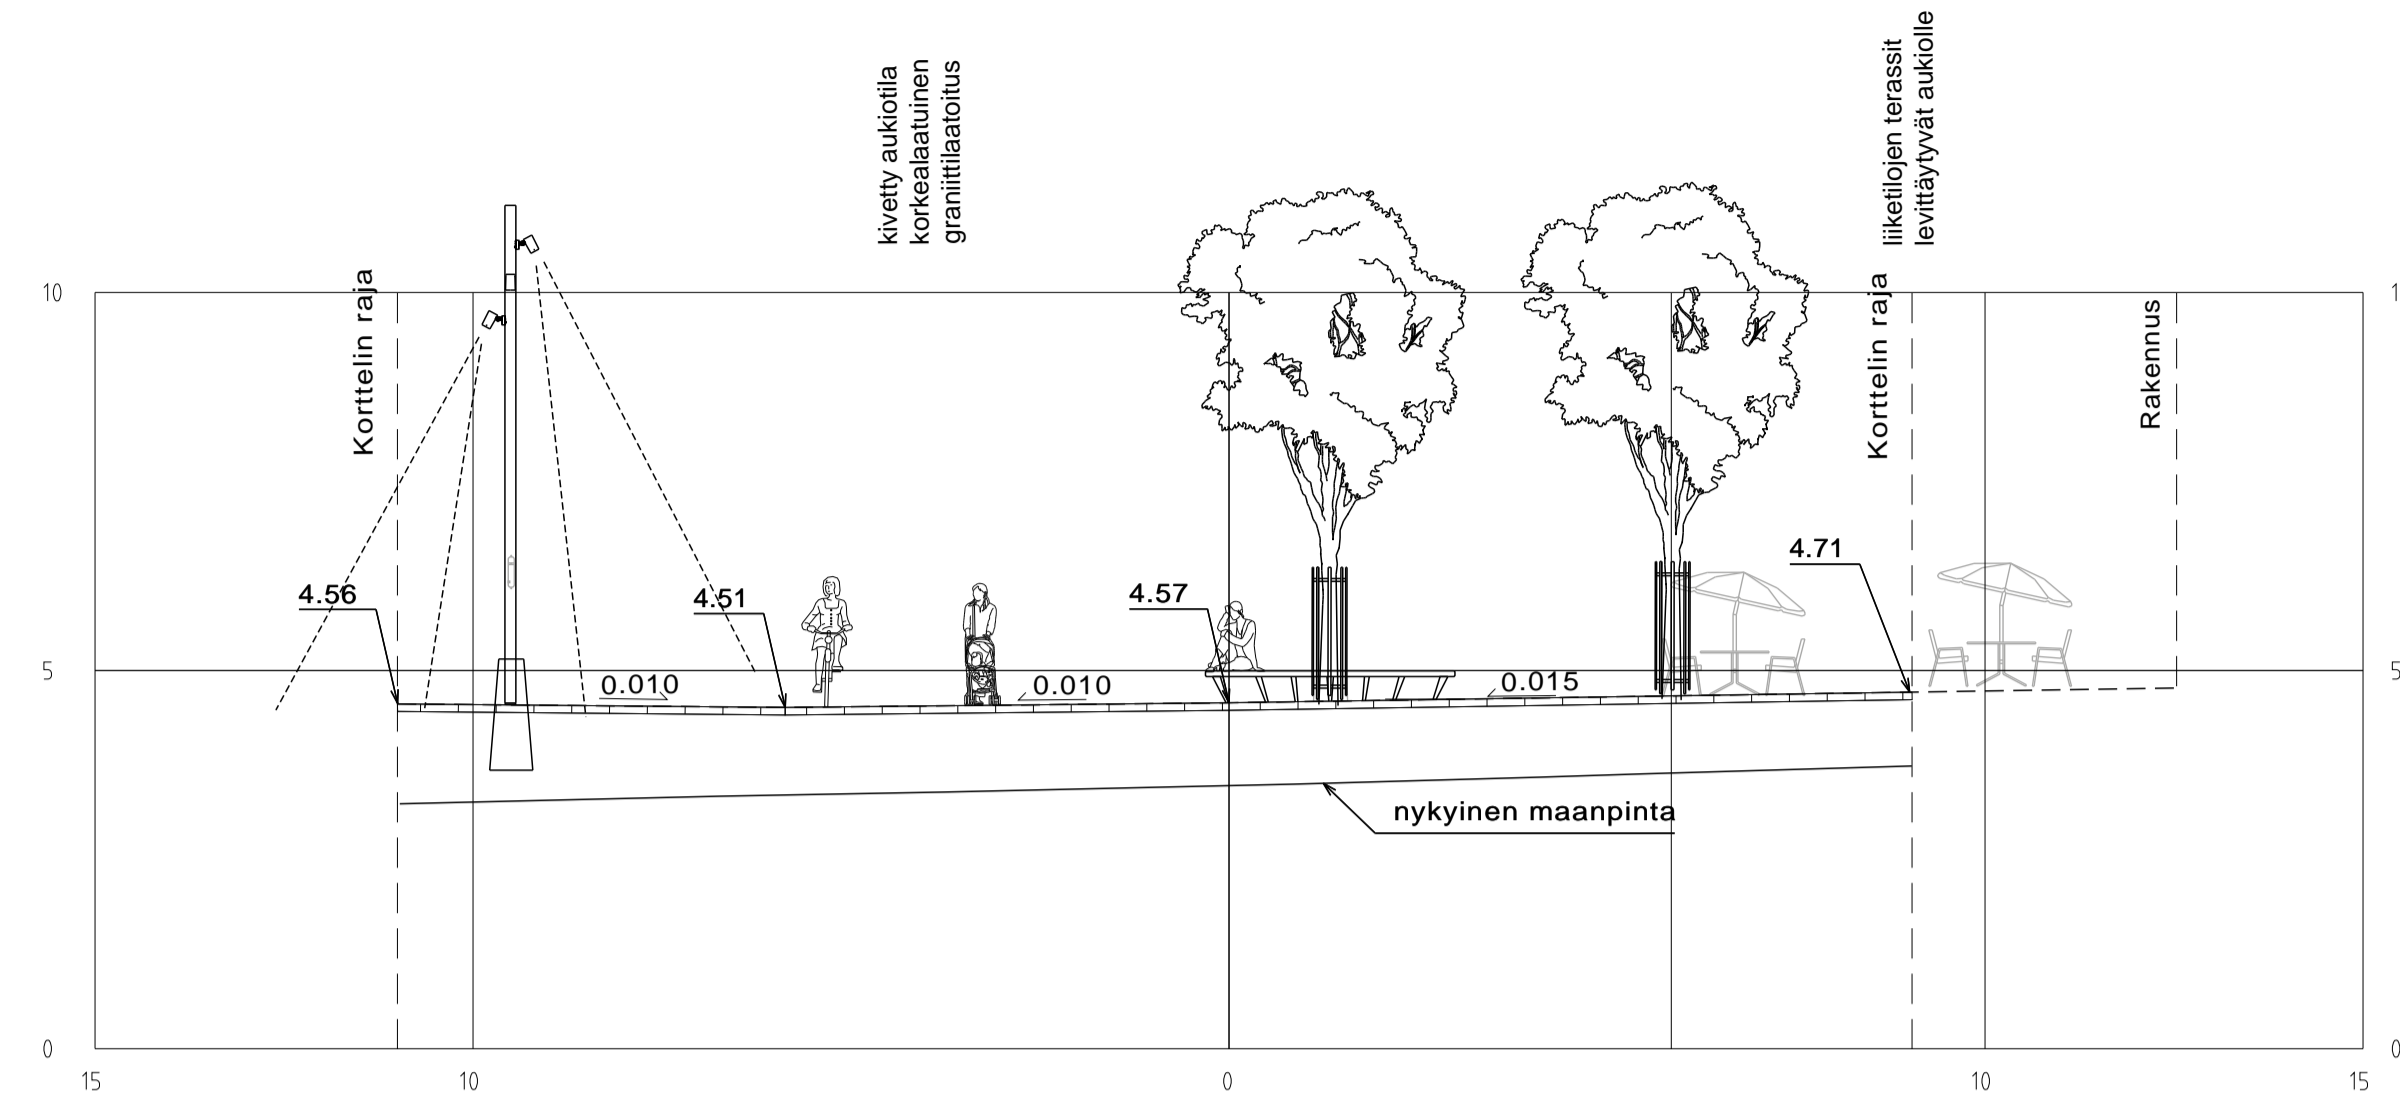 kivetty aukiotila
korkealaatuinen
graniittilaatoitus
liiketilojen terassit
levittäytyvät aukiolle
10
Korttelin raja
Korttelin raja
Rakennus
1
4.56
4.51
4.57
4.71
5
0.010
0.010
0.015
5
nykyinen maanpinta
0
0
15
10
0
10
15